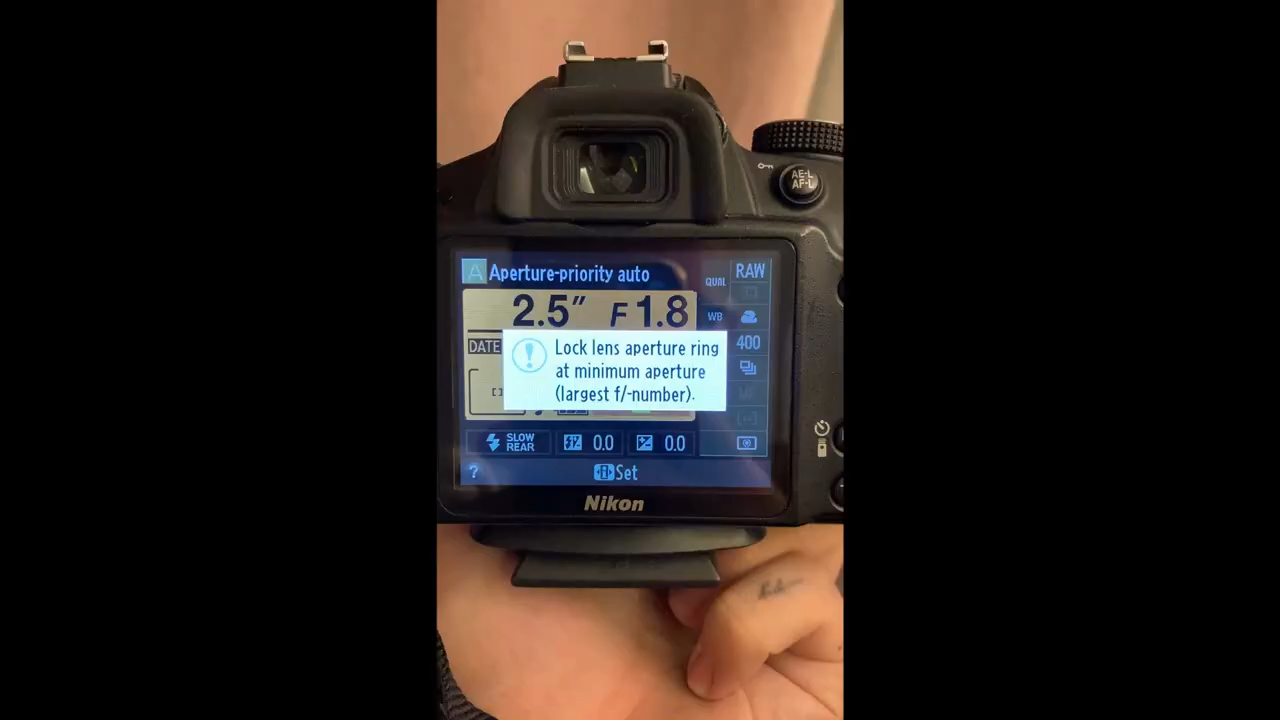 AE-L
AF-L
A Aperture-priority auto
QUAL RAW
2.5" F1.8
WB
DATE
Lock lens aperture ring
at minimum aperture
(largest f/-number).
400
MF
SLOW
REAR
0.0
0.0
? Set
Nikon